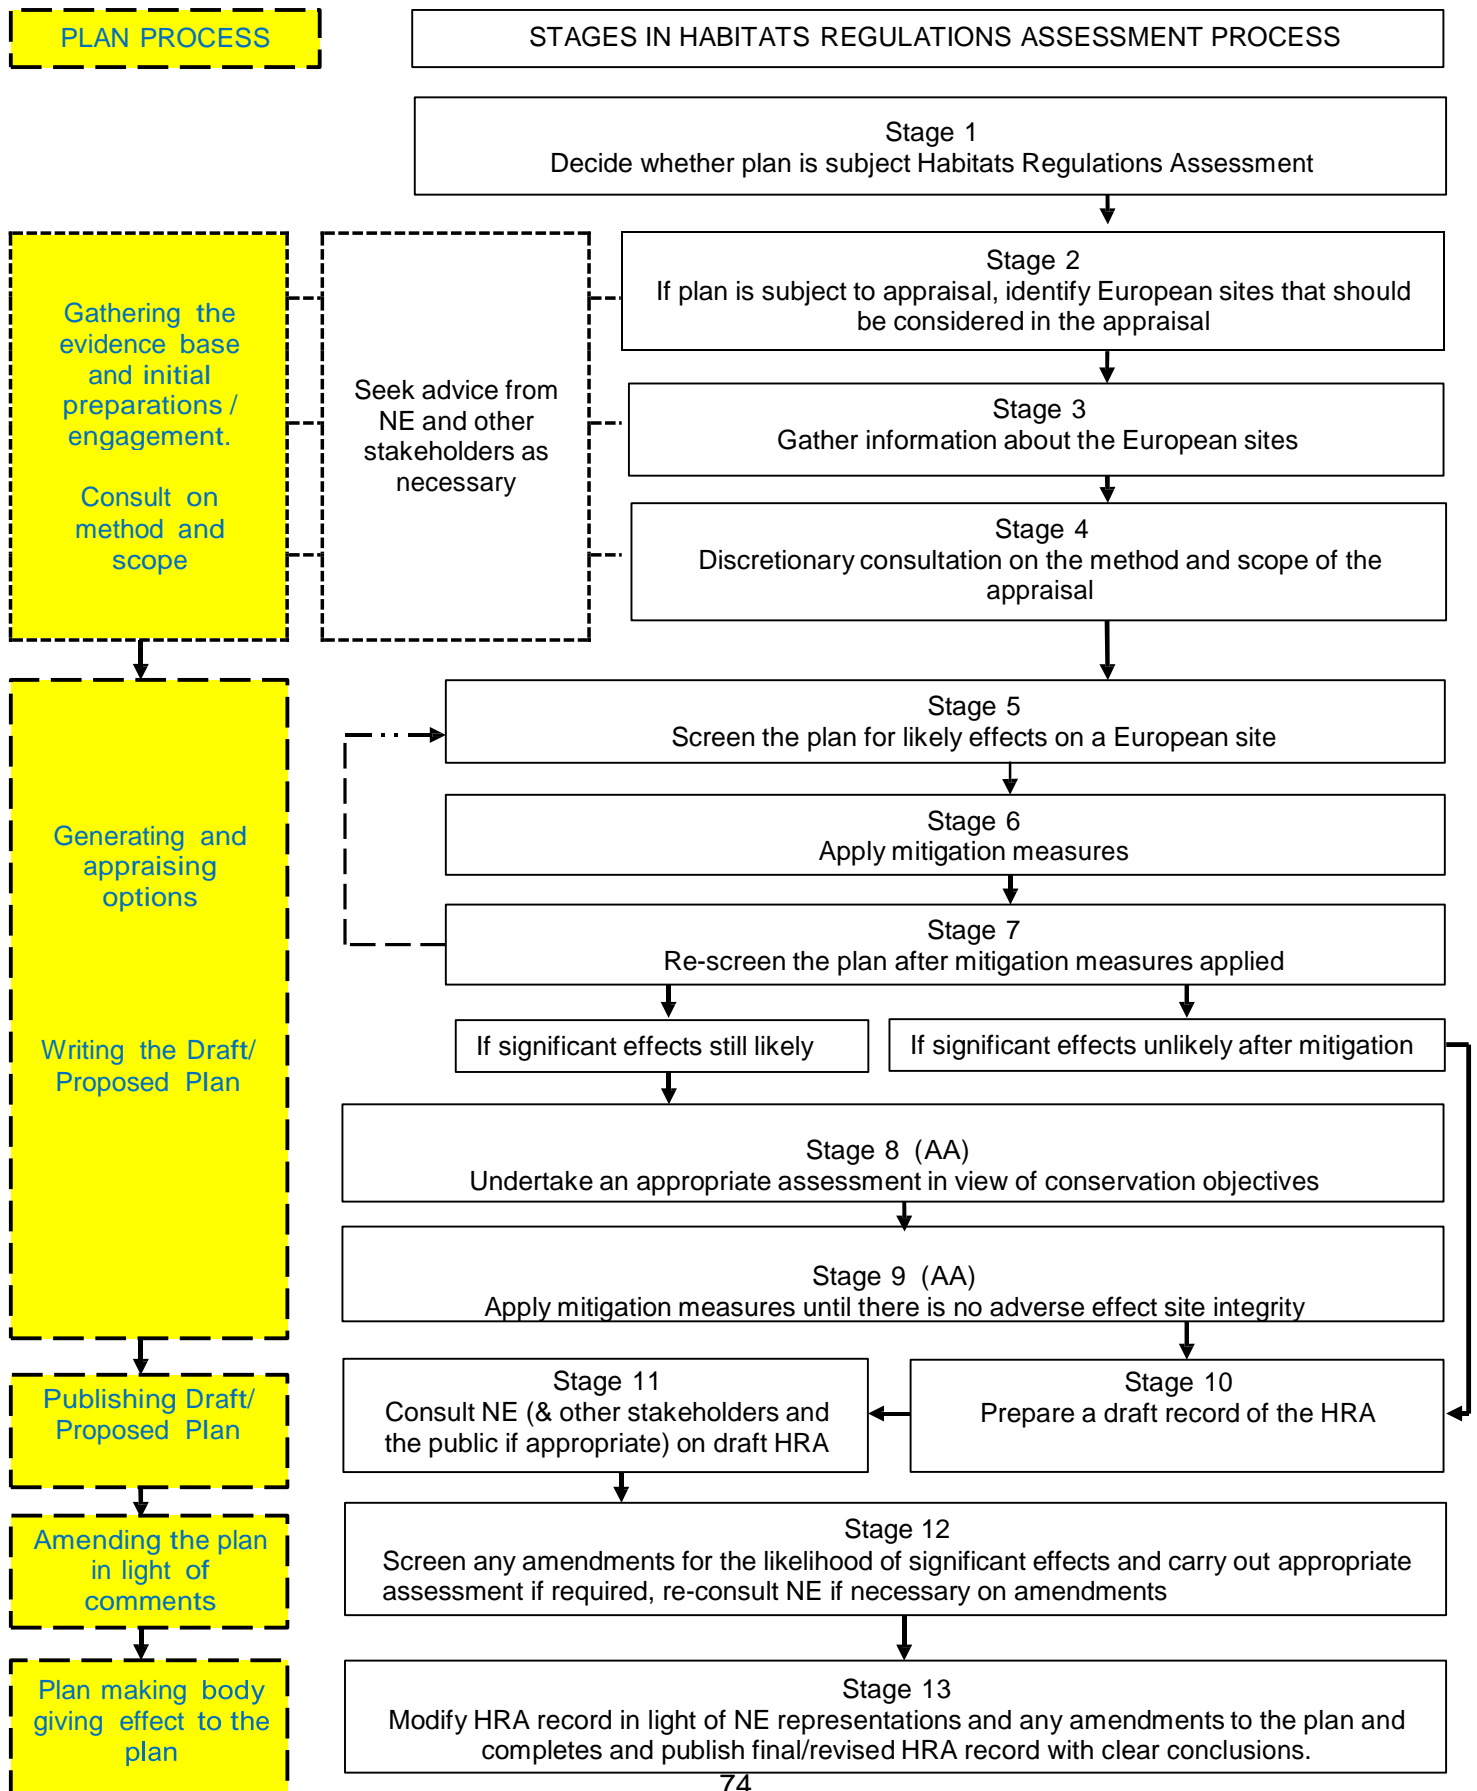 PLAN PROCESS
STAGES IN HABITATS REGULATIONS ASSESSMENT PROCESS
Stage 1
Decide whether plan is subject Habitats Regulations Assessment
Gathering the
evidence base
and initial
preparations /
engagement.
Consult on
method and
scope
Seek advice from
NE and other
stakeholders as
necessary
Stage 2
If plan is subject to appraisal, identify European sites that should
be considered in the appraisal
Stage 3
Gather information about the European sites
Stage 4
Discretionary consultation on the method and scope of the
appraisal
Generating and
appraising
options
Writing the Draft/
Proposed Plan
Stage 5
Screen the plan for likely effects on a European site
Stage 6
Apply mitigation measures
Stage 7
Re-screen the plan after mitigation measures applied
If significant effects still likely
If significant effects unlikely after mitigation
Stage 8 (AA)
Undertake an appropriate assessment in view of conservation objectives
Stage 9 (AA)
Apply mitigation measures until there is no adverse effect site integrity
Publishing Draft/
Proposed Plan
Stage 11
Consult NE (& other stakeholders and
the public if appropriate) on draft HRA
Stage 10
Prepare a draft record of the HRA
Amending the plan
in light of
comments
Stage 12
Screen any amendments for the likelihood of significant effects and carry out appropriate
assessment if required, re-consult NE if necessary on amendments
Plan making body
giving effect to the
plan
Stage 13
Modify HRA record in light of NE representations and any amendments to the plan and
completes and publish final/revised HRA record with clear conclusions.
74